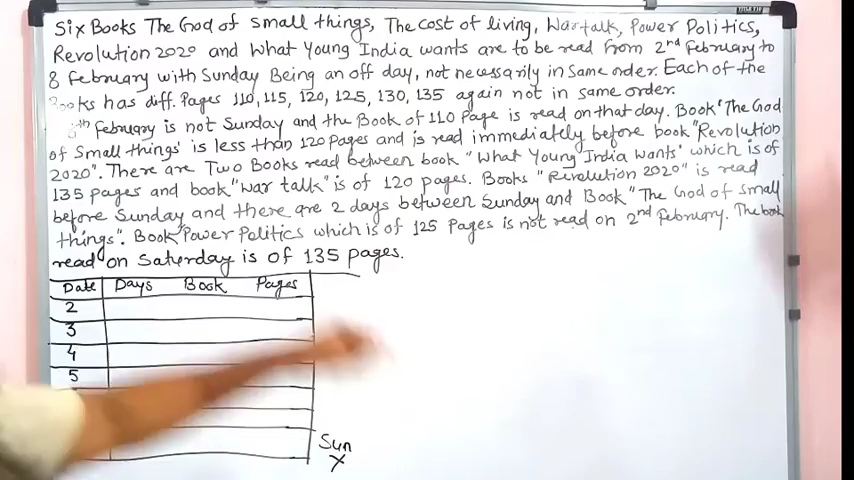 Six Books The God of small things, The cost of living, War talk, Power Politics,
Revolution 2020 and What Young India wants are to be read from 2nd February to
8 February with Sunday Being an off day, not necessarily in Same order. Each of the
Books has diff. Pages 110, 115, 120, 125, 130, 135 again not in same order.
8th February is not Sunday and the Book of 110 Page is read on that day. Book 'The God
of Small things' is less than 120 Pages and is read immediately before book "Revolution
2020". There are Two Books read between book "What Young India Wants" which is of
135 pages and book "War talk" is of 120 pages. Books "Revolution 2020" is read
before Sunday and there are 2 days between Sunday and Book "The God of Small
things". Book "Power Politics which is of 125 Pages is not read on 2nd February. The book
read on Saterday is of 135 pages.
Date Days Book Pages
2
3
4
5
Sun
X